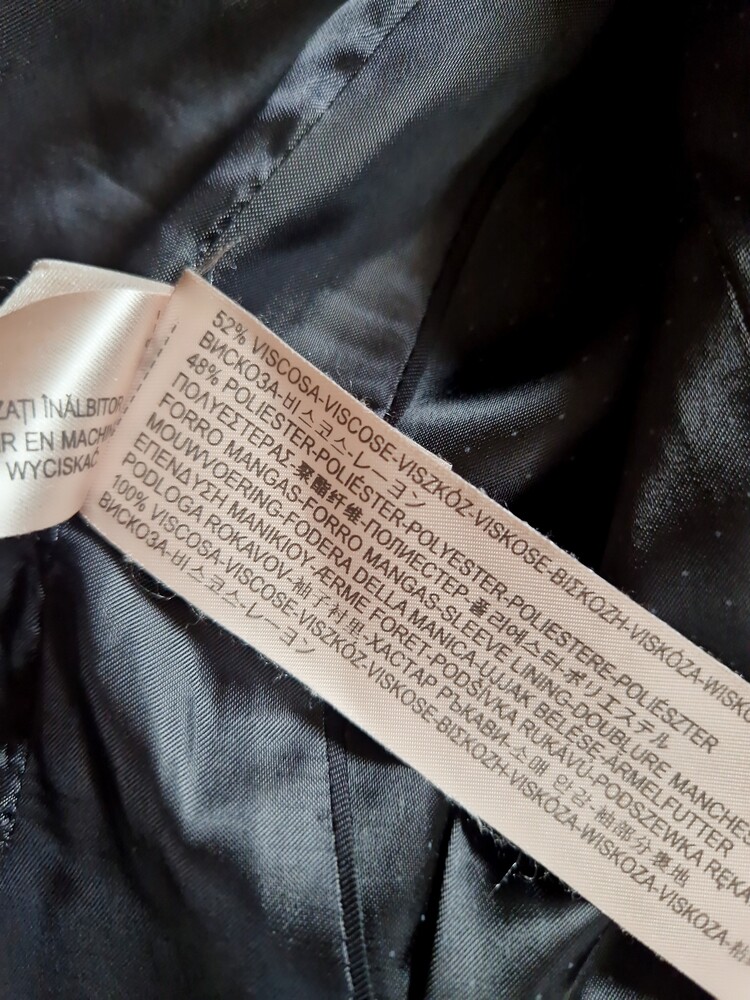 ZAȚI ÎNĂLBITOR
R EN MACHIN
WYCISKAĆ
52% VISCOSA-VISCOSE-VISZKÓZ-VISKOSE-ΒΙΣΚΟΖΗ-VISKÓZA-WISK
ВИСКОЗА-비스코스-レーヨン
48% POLIÉSTER-POLIÉSTER-POLYESTER-POLIESTERE-POLIÉSZTER
ΠΟΛΥΕΣΤΕΡΑΣ-聚酯纤维-ПОЛИЕСТЕР-폴리에스터-ポリエステル
FORRO MANGAS-FORRO MANGAS-SLEEVE LINING-DOUBLURE MANCHES
MOUWVOERING-FODERA DELLA MANICA-UJJAK BÉLÉSE-ÄRMELFUTTER
ΕΠΕΝΔΥΣΗ ΜΑΝΙΚΙΟΥ-ÆRME FORET-PODŠÍVKA RUKÁVU-PODSZEWKA RĘKA
PODLOGA ROKAVOV-袖子衬里-ХАСТАР РЪКАВИ-소매 안감-袖部分裏地
100% VISCOSA-VISCOSE-VISZKÓZ-VISKOSE-ΒΙΣΚΟΖΗ-VISKÓZA-WISKOZA-VISKOZA-
ВИСКОЗА-비스코스-レーヨン